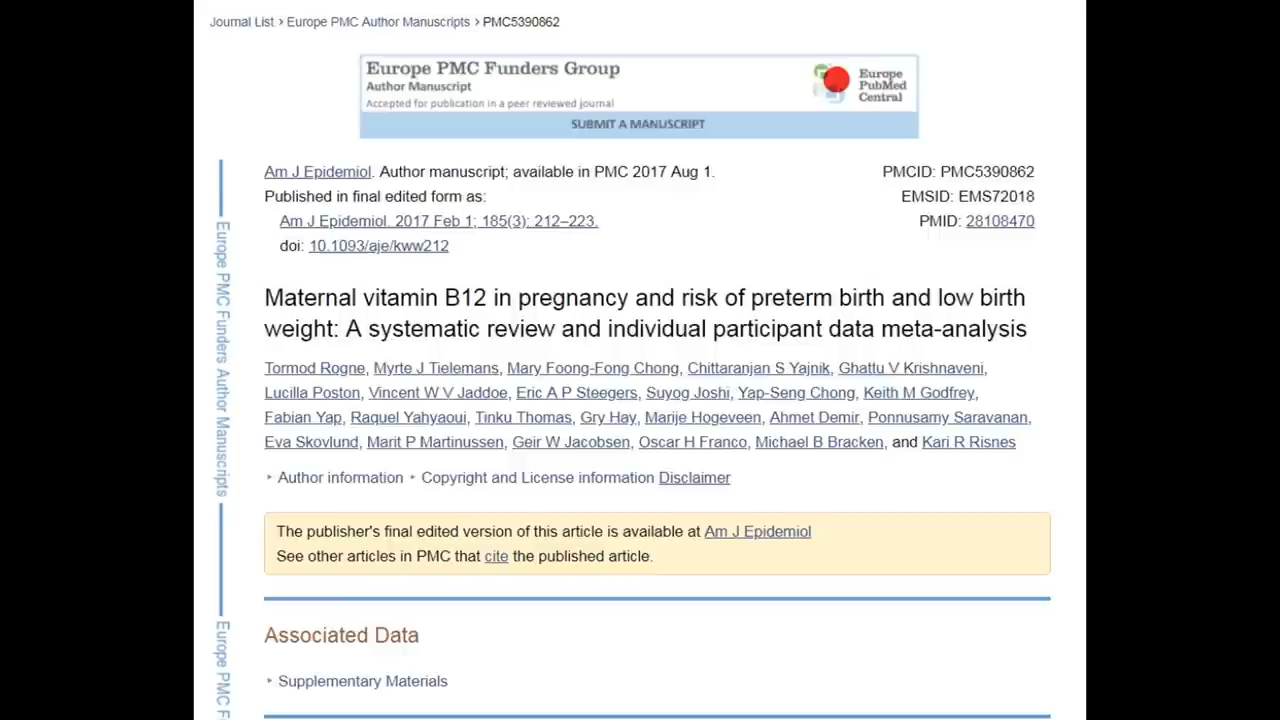 Journal List > Europe PMC Author Manuscripts > PMC5390862
Europe PMC Funders Group
Author Manuscript
Accepted for publication in a peer reviewed journal
Europe
PubMed
Central
SUBMIT A MANUSCRIPT
Am J Epidemiol. Author manuscript; available in PMC 2017 Aug 1.
Published in final edited form as:
Am J Epidemiol. 2017 Feb 1; 185(3): 212–223.
doi: 10.1093/aje/kww212
PMCID: PMC5390862
EMSID: EMS72018
PMID: 28108470
Maternal vitamin B12 in pregnancy and risk of preterm birth and low birth
weight: A systematic review and individual participant data meta-analysis
Tormod Rogne, Myrte J Tielemans, Mary Foong-Fong Chong, Chittaranjan S Yajnik, Ghattu V Krishnaveni,
Lucilla Poston, Vincent W V Jaddoe, Eric A P Steegers, Suyog Joshi, Yap-Seng Chong, Keith M Godfrey,
Fabian Yap, Raquel Yahyaoui, Tinku Thomas, Gry Hay, Marije Hogeveen, Ahmet Demir, Ponnusamy Saravanan,
Eva Skovlund, Marit P Martinussen, Geir W Jacobsen, Oscar H Franco, Michael B Bracken, and Kari R Risnes
‣ Author information ‣ Copyright and License information Disclaimer
The publisher's final edited version of this article is available at Am J Epidemiol
See other articles in PMC that cite the published article.
Associated Data
‣ Supplementary Materials
Europe PMC Funders Author Manuscripts
Europe PMC F